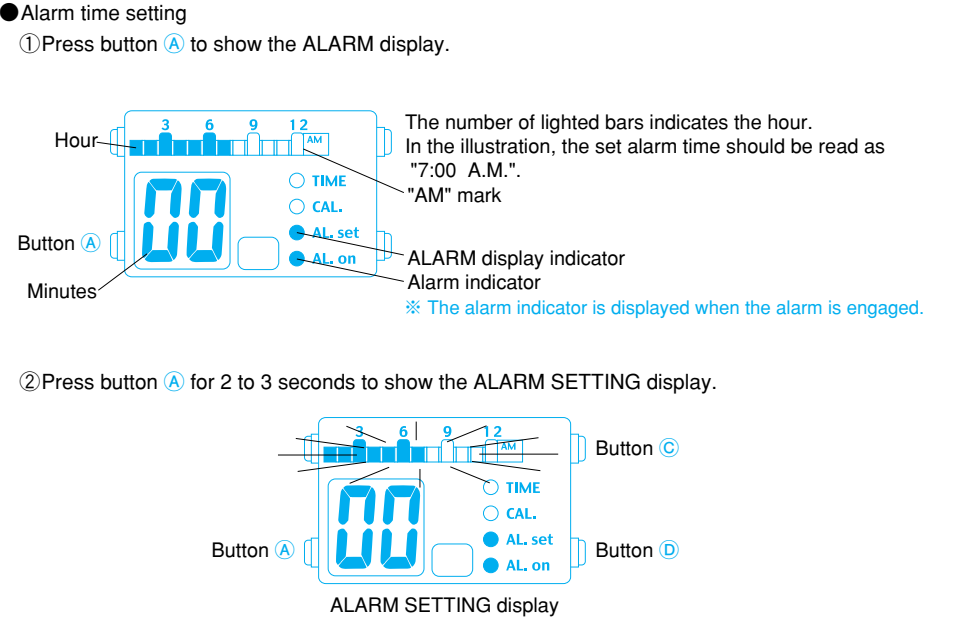 ●Alarm time setting
①Press button Ⓐ to show the ALARM display.
3 6 9 12
AM
Hour
The number of lighted bars indicates the hour.
In the illustration, the set alarm time should be read as
"7:00 A.M.".
"AM" mark
TIME
CAL.
AL. set
AL. on
00
Button Ⓐ
Minutes
ALARM display indicator
Alarm indicator
※ The alarm indicator is displayed when the alarm is engaged.
②Press button Ⓐ for 2 to 3 seconds to show the ALARM SETTING display.
3 6 9 12
AM
Button Ⓒ
00
TIME
CAL.
AL. set
AL. on
Button Ⓐ
Button Ⓓ
ALARM SETTING display